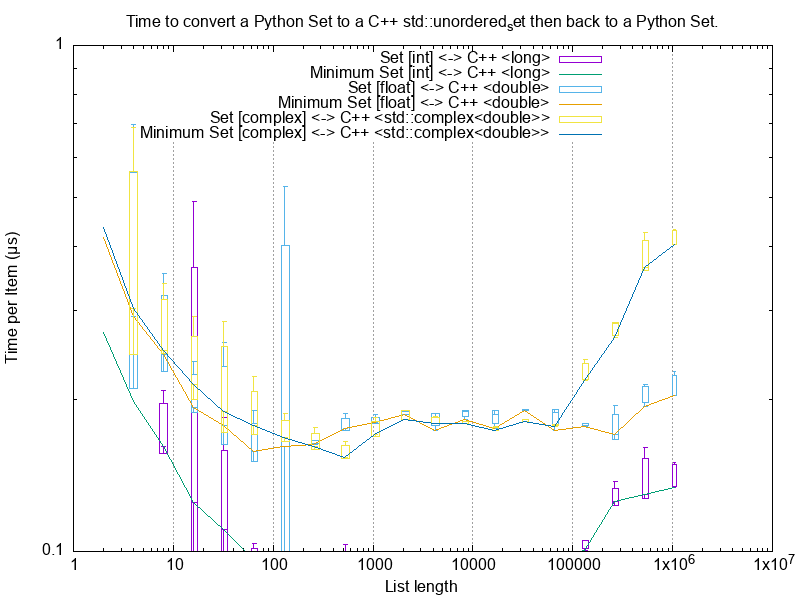 Time to convert a Python Set to a C++ std::unordered_set then back to a Python Set.
Set [int] <-> C++ <long>
Minimum Set [int] <-> C++ <long>
Set [float] <-> C++ <double>
Minimum Set [float] <-> C++ <double>
Set [complex] <-> C++ <std::complex<double>>
Minimum Set [complex] <-> C++ <std::complex<double>>
Time per Item (µs)
1
0.1
1 10 100 1000 10000 100000 1x10^6 1x10^7
List length